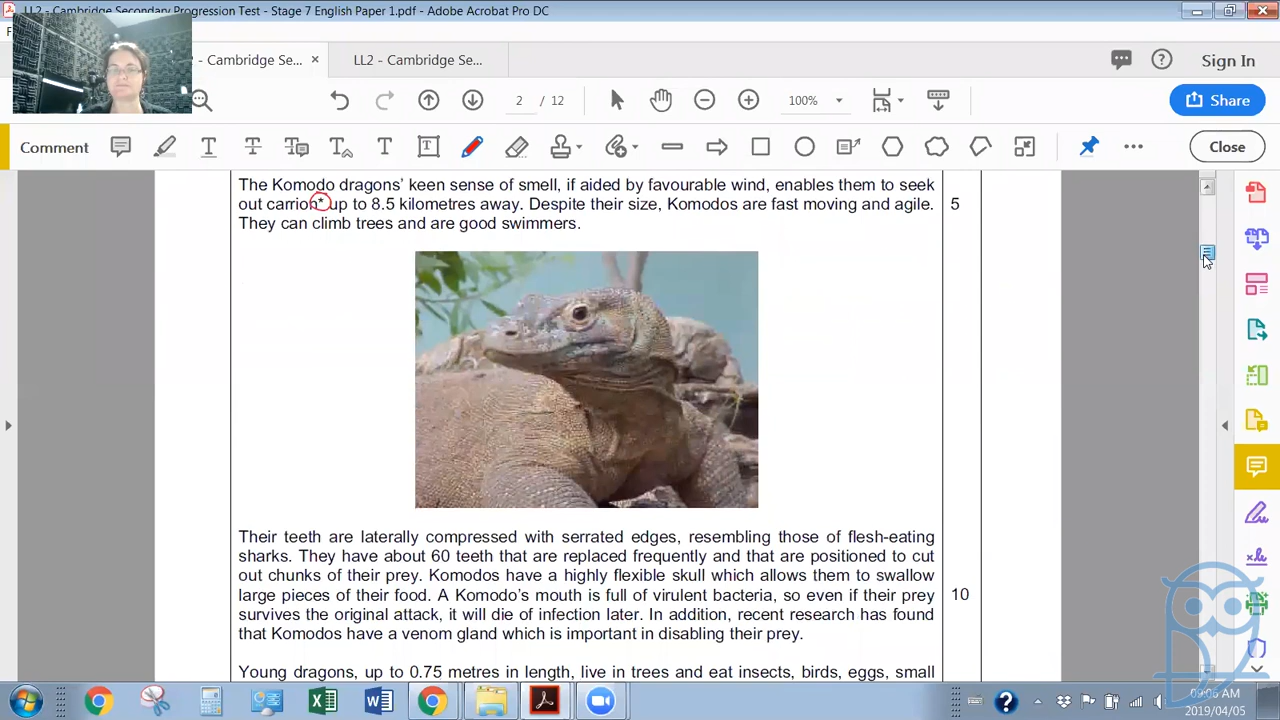 LL2 - Cambridge Secondary Progression Test - Stage 7 English Paper 1.pdf - Adobe Acrobat Pro DC
- Cambridge Se... ×
LL2 - Cambridge Se...
Sign In
2 / 12
100%
Share
Comment
Close
The Komodo dragons’ keen sense of smell, if aided by favourable wind, enables them to seek
out carrion* up to 8.5 kilometres away. Despite their size, Komodos are fast moving and agile. 5
They can climb trees and are good swimmers.
Their teeth are laterally compressed with serrated edges, resembling those of flesh-eating
sharks. They have about 60 teeth that are replaced frequently and that are positioned to cut
out chunks of their prey. Komodos have a highly flexible skull which allows them to swallow
large pieces of their food. A Komodo’s mouth is full of virulent bacteria, so even if their prey 10
survives the original attack, it will die of infection later. In addition, recent research has found
that Komodos have a venom gland which is important in disabling their prey.
Young dragons, up to 0.75 metres in length, live in trees and eat insects, birds, eggs, small
09:06 AM
2019/04/05